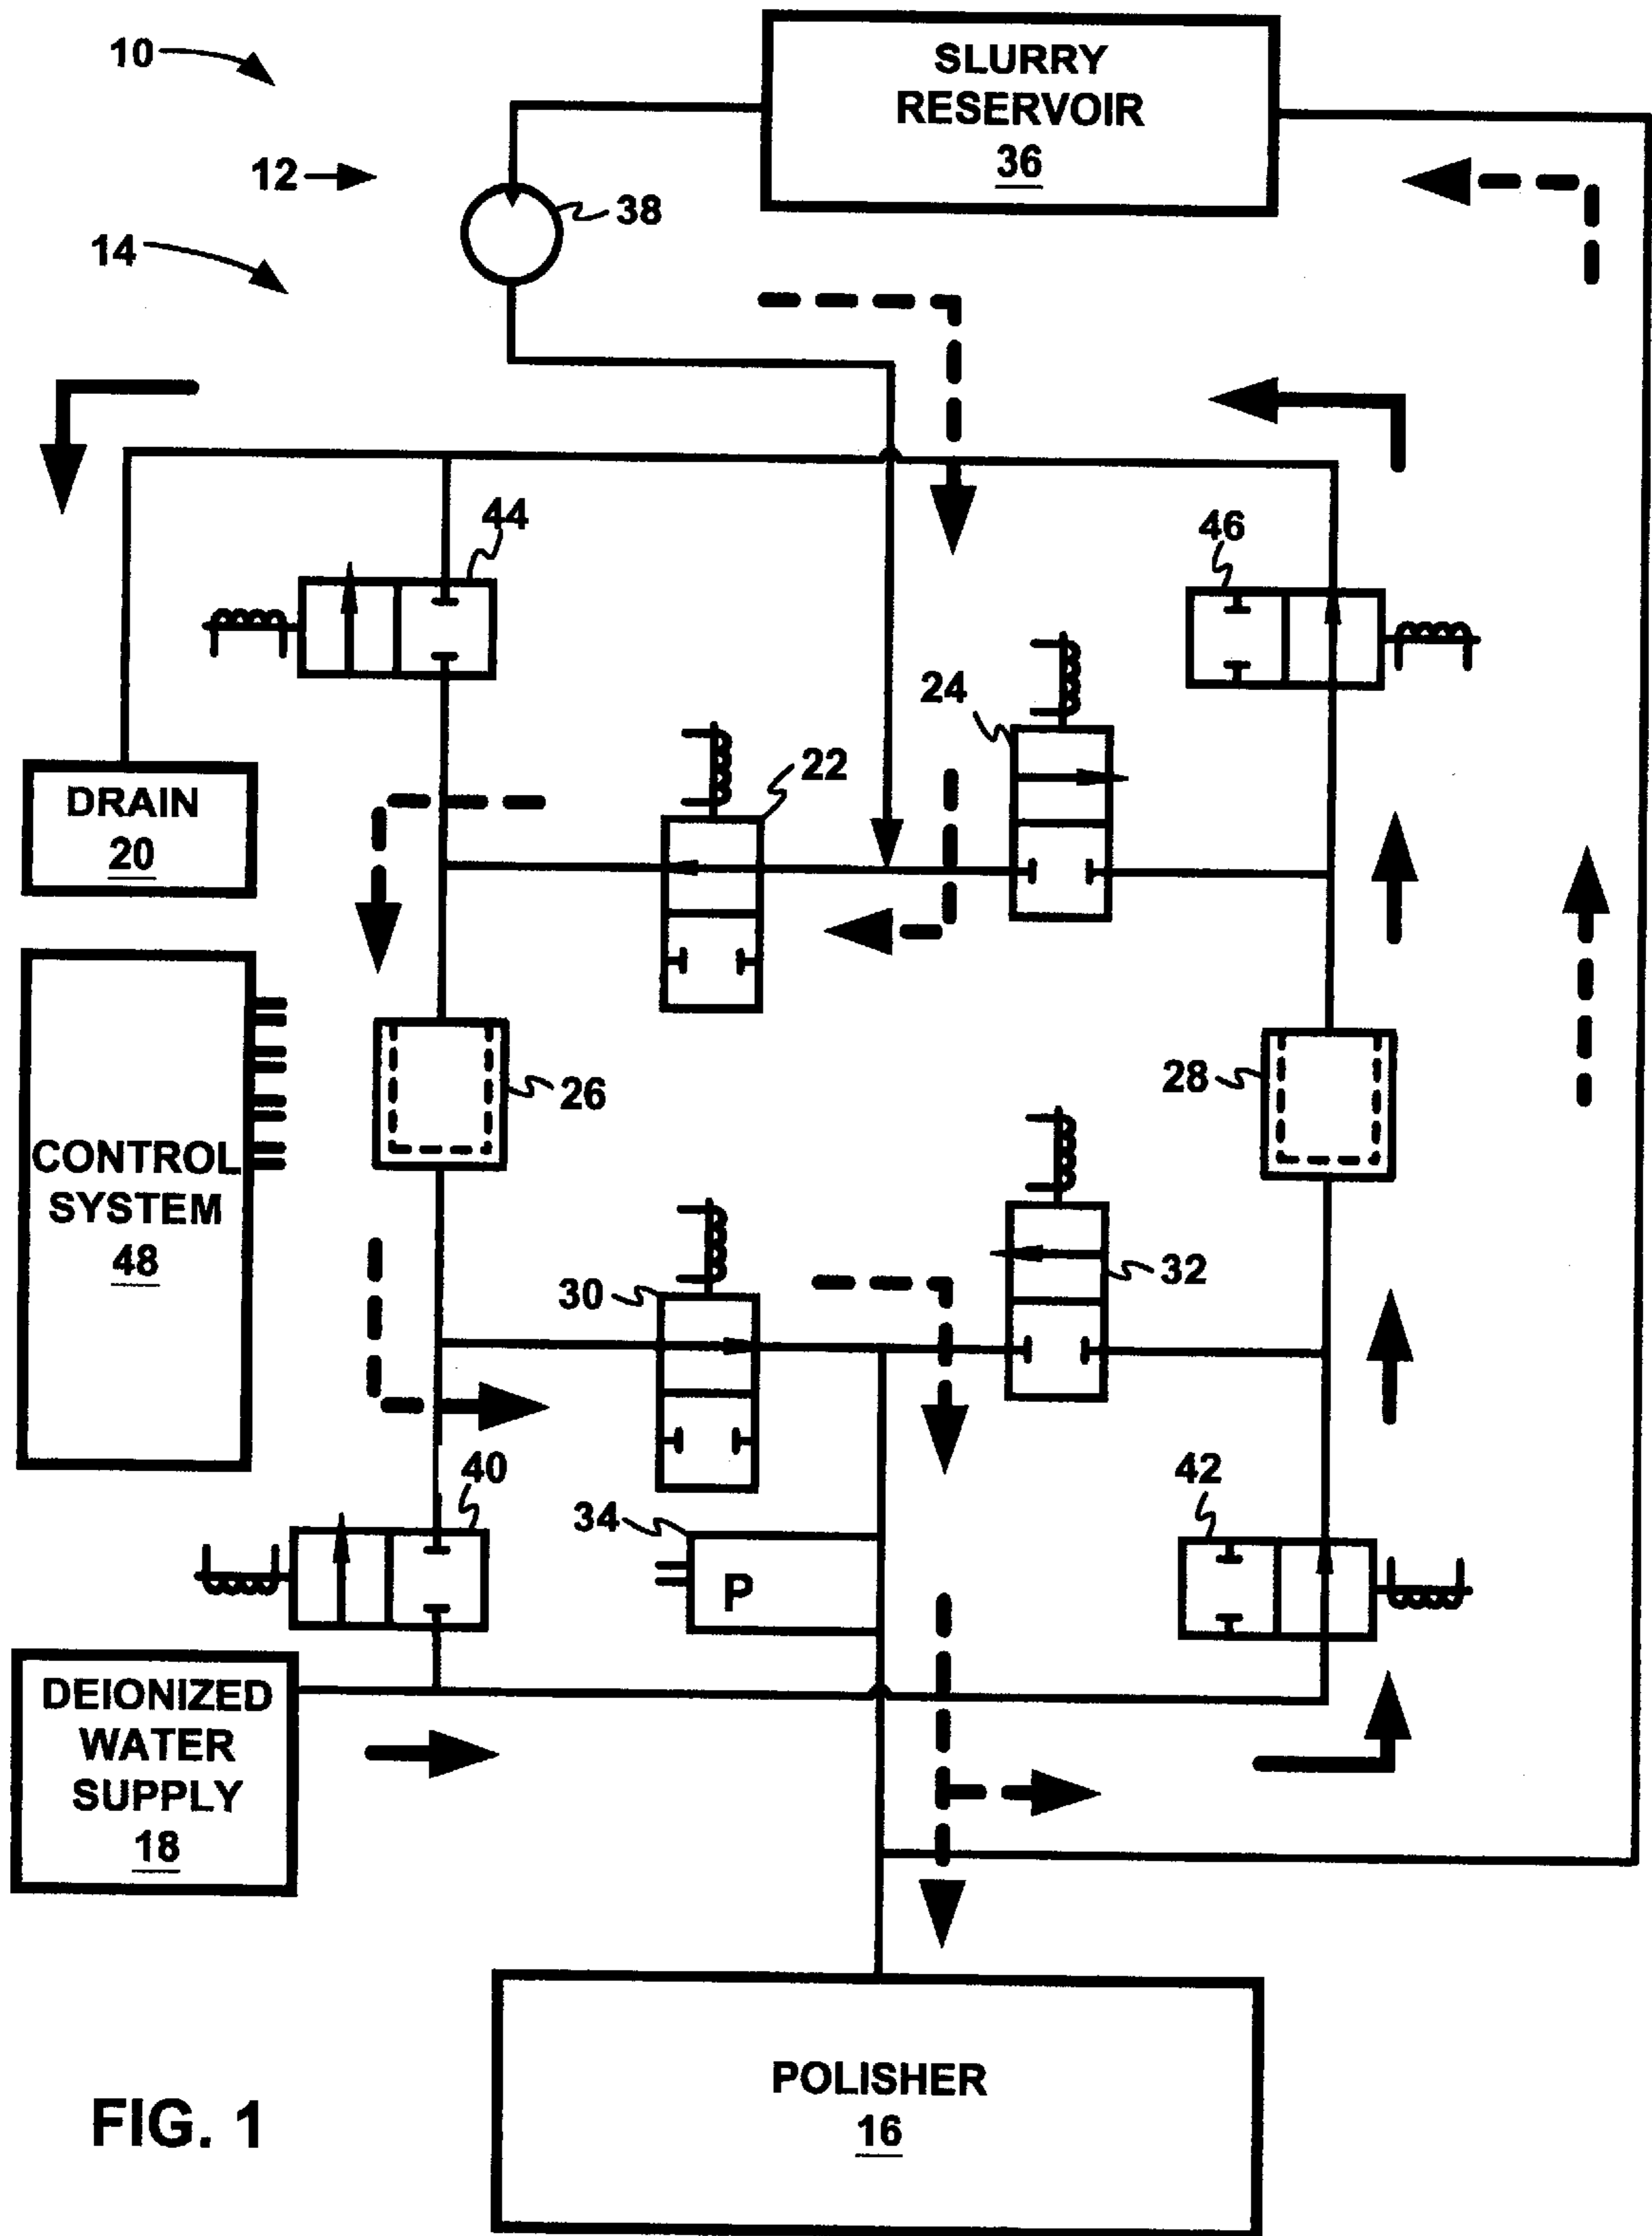 10
SLURRY
RESERVOIR
36
12
38
14
44
46
24
22
DRAIN
20
26
28
CONTROL
SYSTEM
48
30
32
40
42
34
P
DEIONIZED
WATER
SUPPLY
18
POLISHER
16
FIG. 1